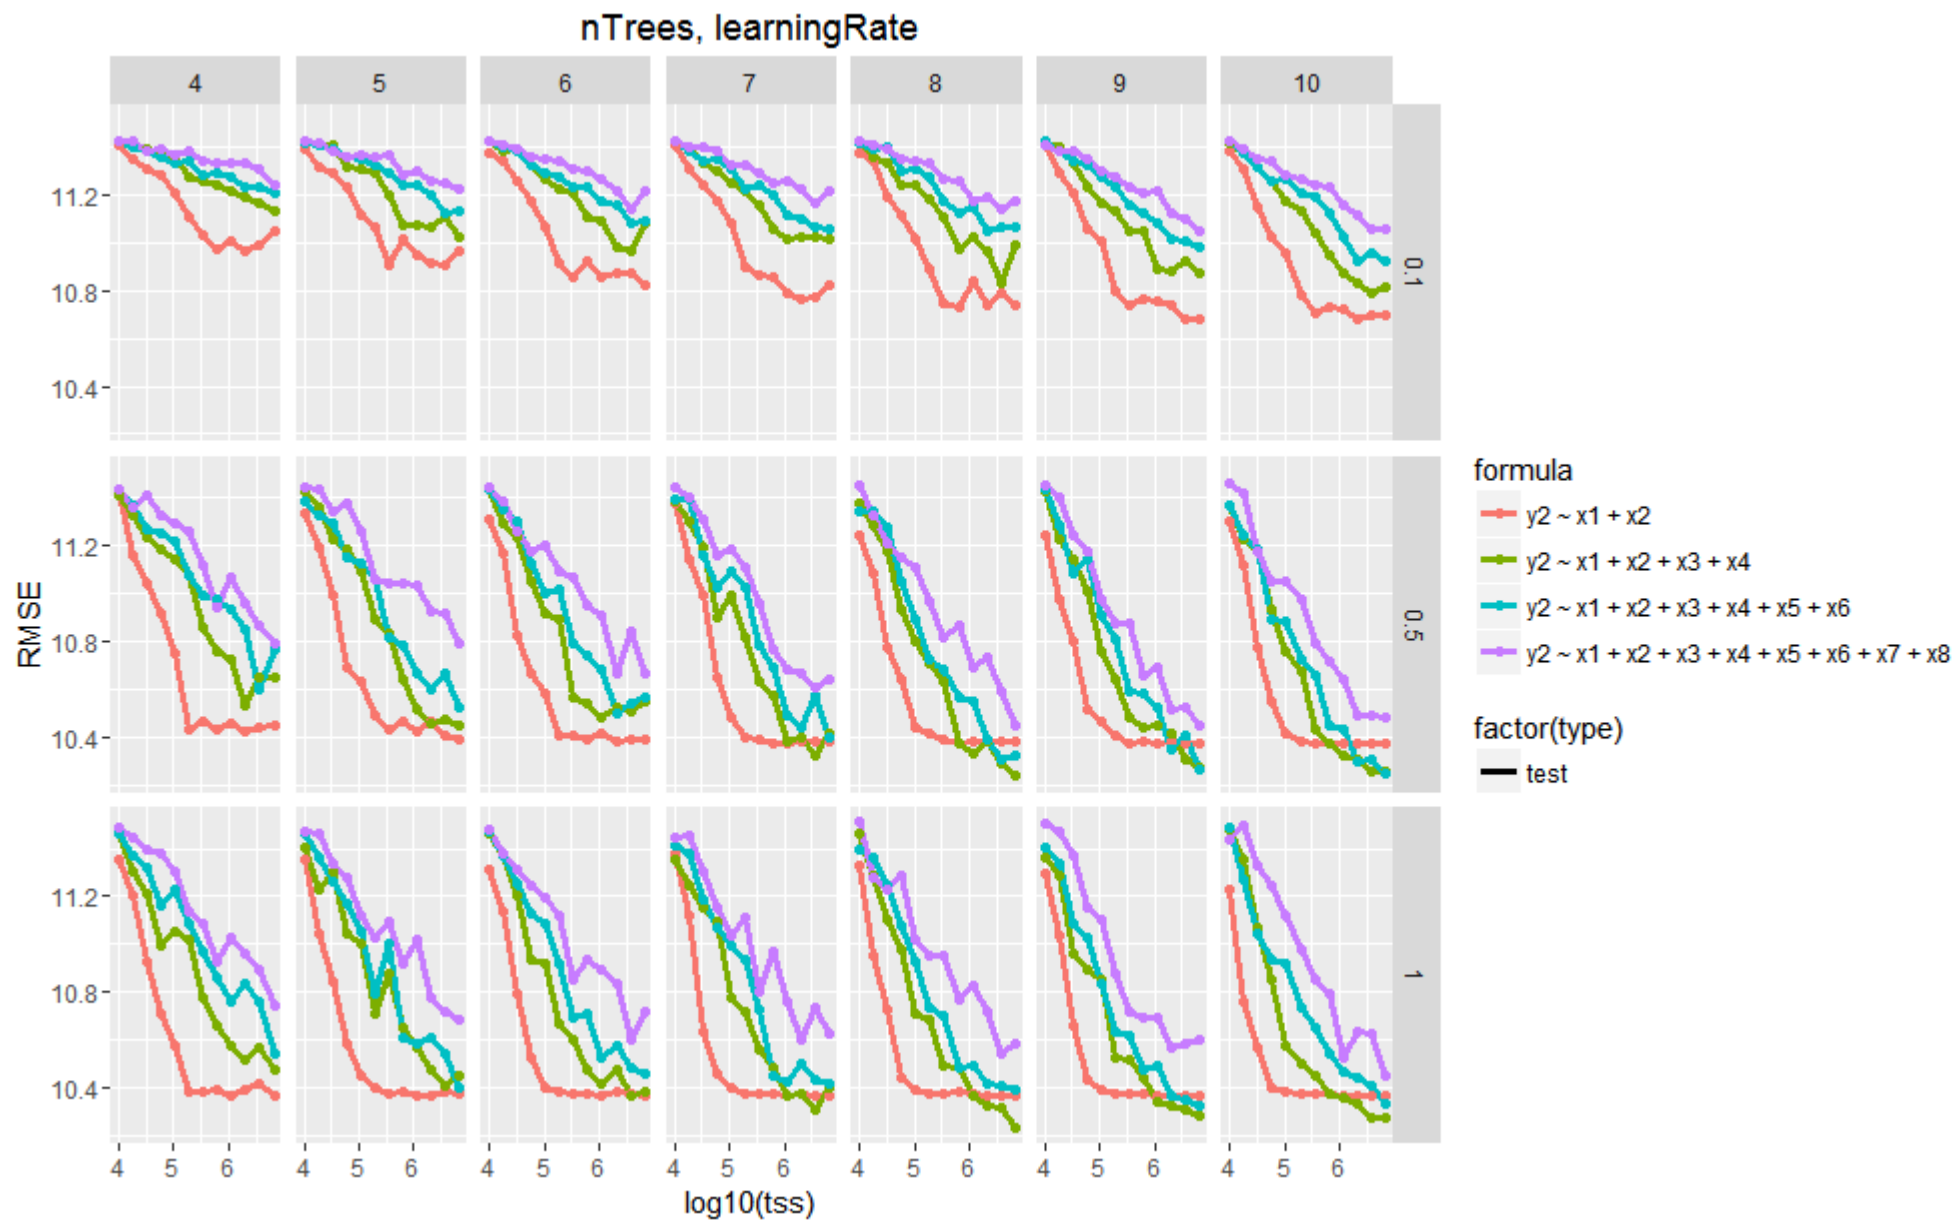 nTrees, learningRate
4 5 6 7 8 9 10
11.2
10.8
10.4
0.1
11.2
10.8
10.4
0.5
11.2
10.8
10.4
1
RMSE
4 5 6 4 5 6 4 5 6 4 5 6 4 5 6 4 5 6 4 5 6
log10(tss)
formula
y2 ~ x1 + x2
y2 ~ x1 + x2 + x3 + x4
y2 ~ x1 + x2 + x3 + x4 + x5 + x6
y2 ~ x1 + x2 + x3 + x4 + x5 + x6 + x7 + x8
factor(type)
test